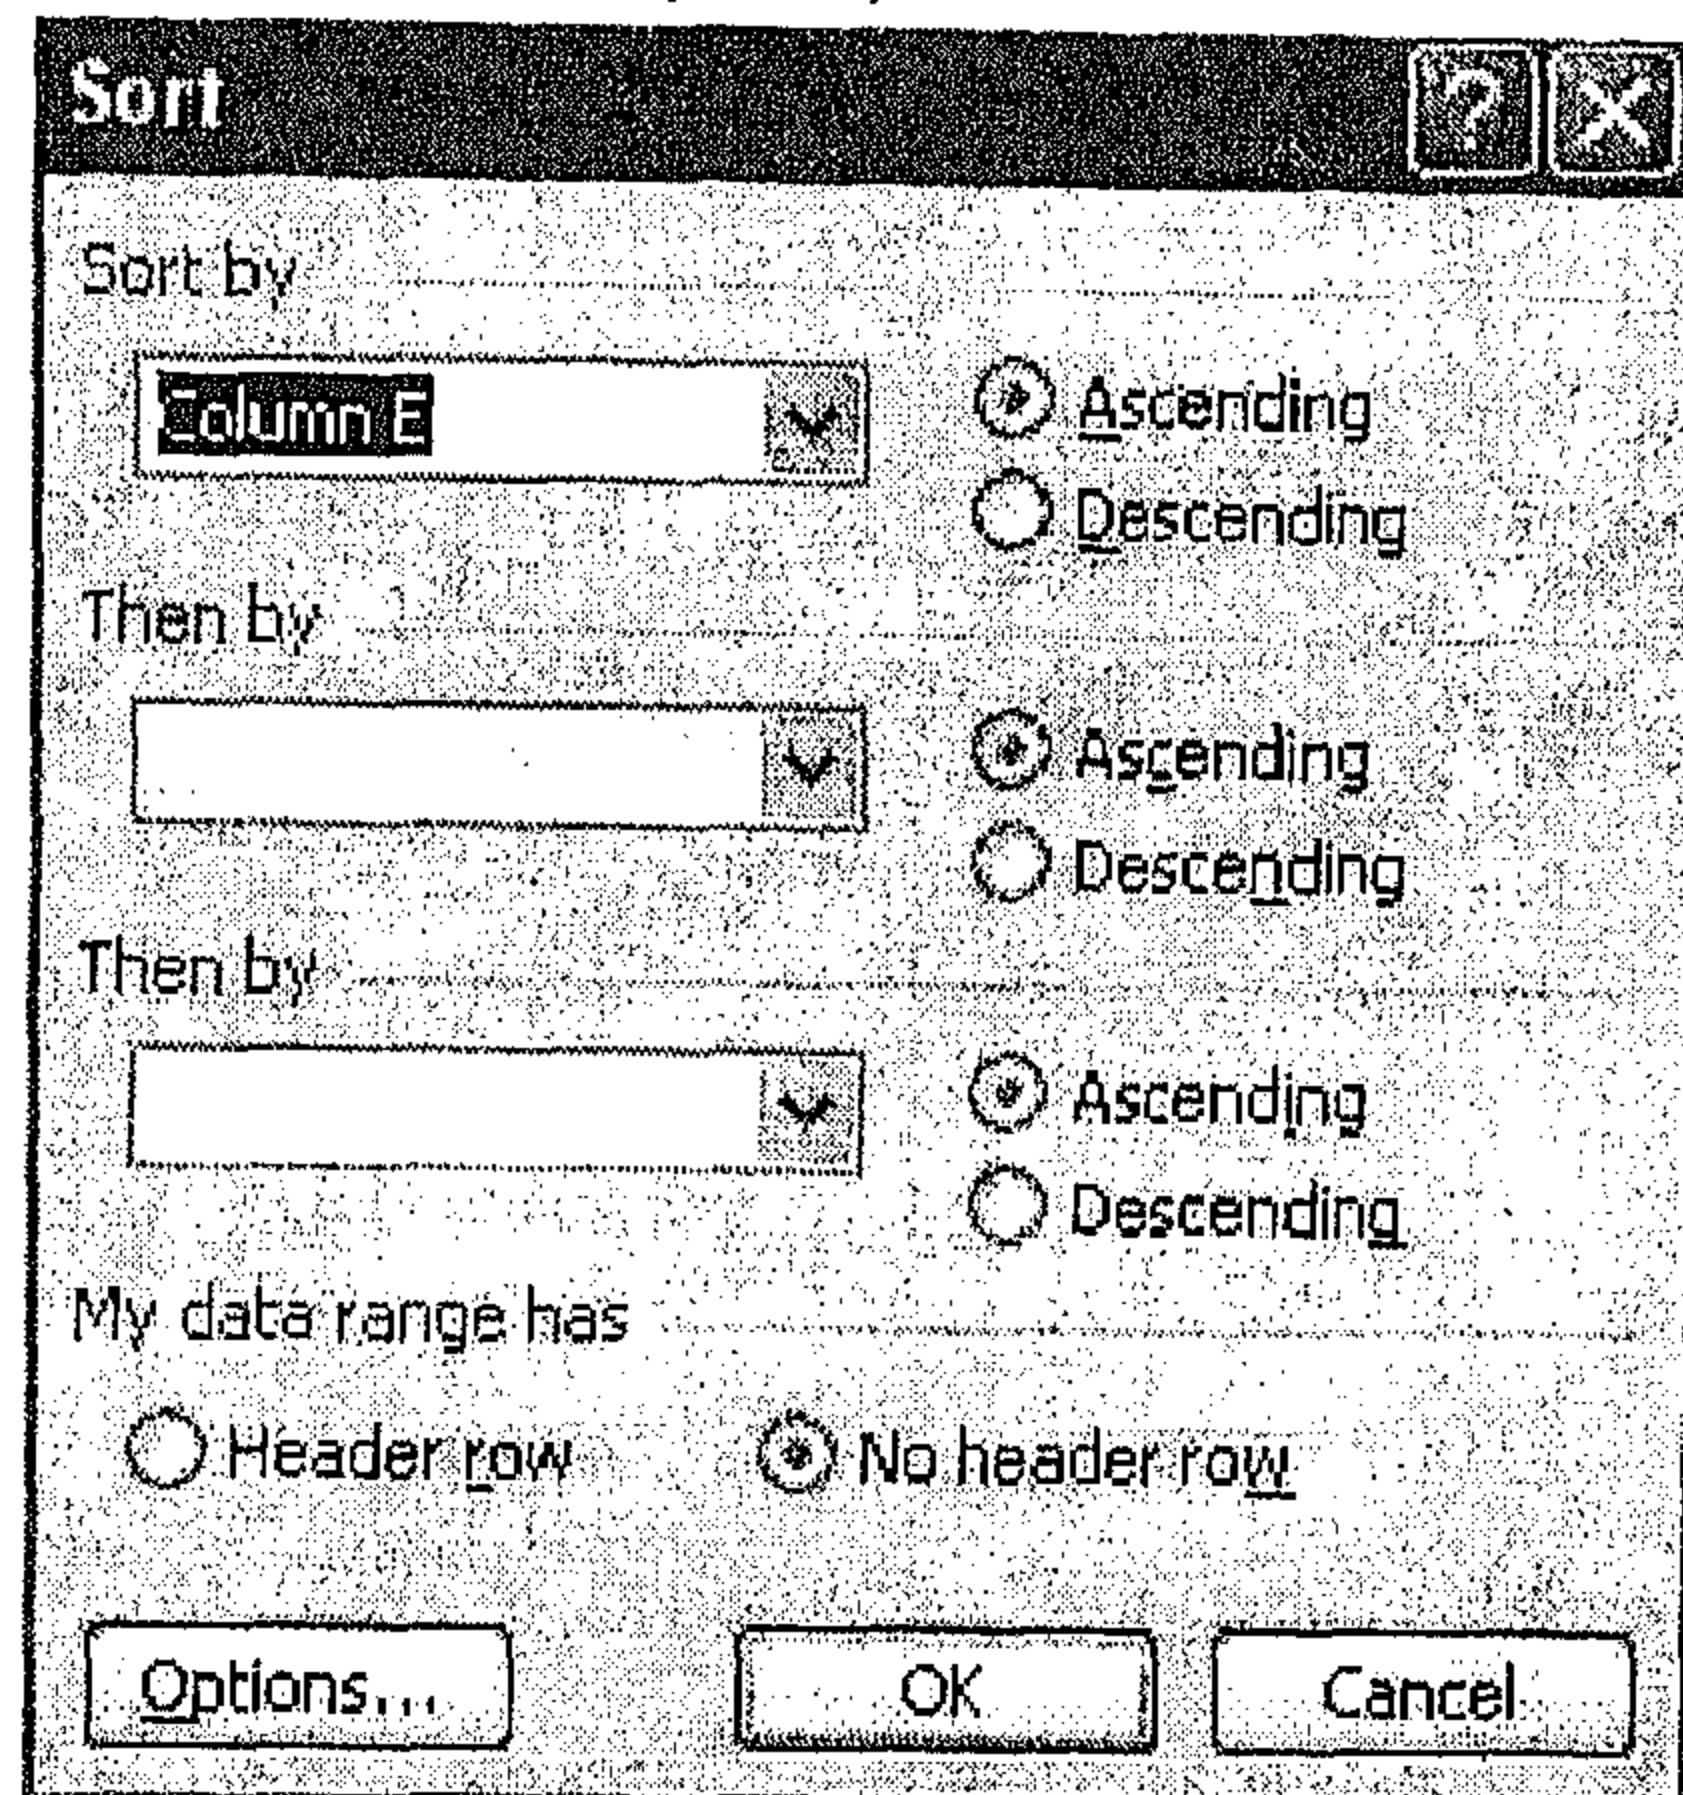 Sort
Sort by
Column E
Ascending
Descending
Then by
Ascending
Descending
Then by
Ascending
Descending
My data range has
Header row No header row
Options... OK Cancel